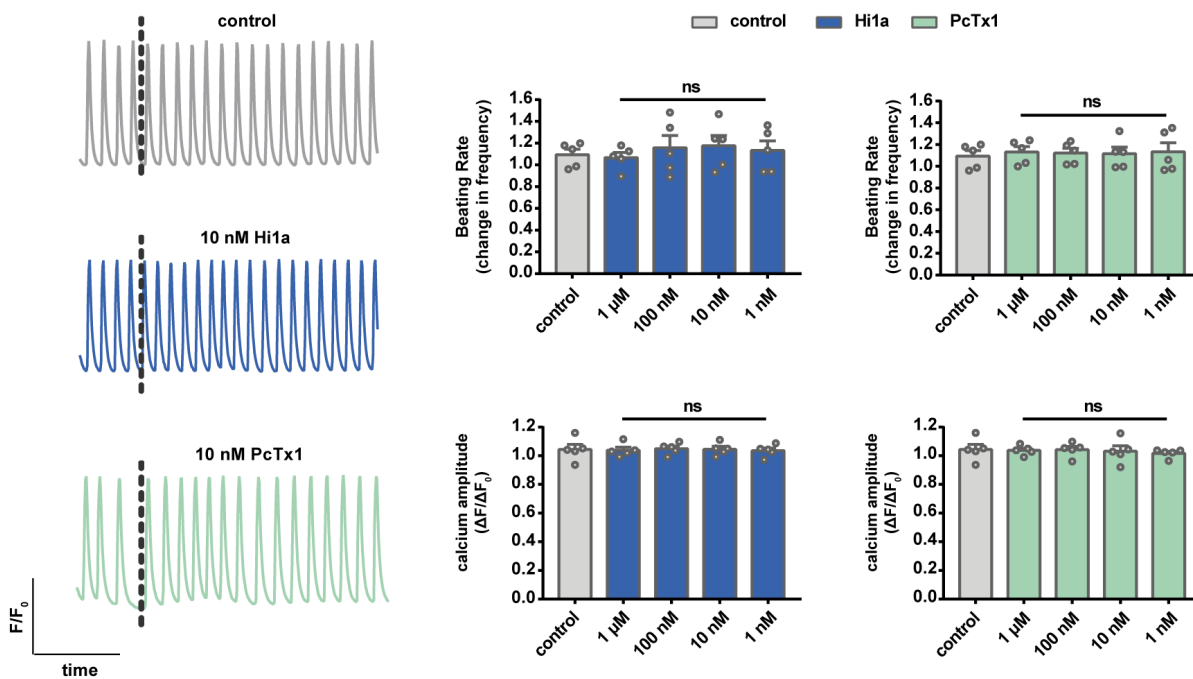 control
10 nM Hi1a
10 nM PcTx1
F/F0
time
control Hi1a PcTx1
Beating Rate
(change in frequency)
1.6
1.4
1.2
1.0
0.8
0.6
0.4
0.2
0.0
ns
control 1 µM 100 nM 10 nM 1 nM
Beating Rate
(change in frequency)
1.6
1.4
1.2
1.0
0.8
0.6
0.4
0.2
0.0
ns
control 1 µM 100 nM 10 nM 1 nM
calcium amplitude
(ΔF/ΔF0)
1.2
1.0
0.8
0.6
0.4
0.2
0.0
ns
control 1 µM 100 nM 10 nM 1 nM
calcium amplitude
(ΔF/ΔF0)
1.2
1.0
0.8
0.6
0.4
0.2
0.0
ns
control 1 µM 100 nM 10 nM 1 nM